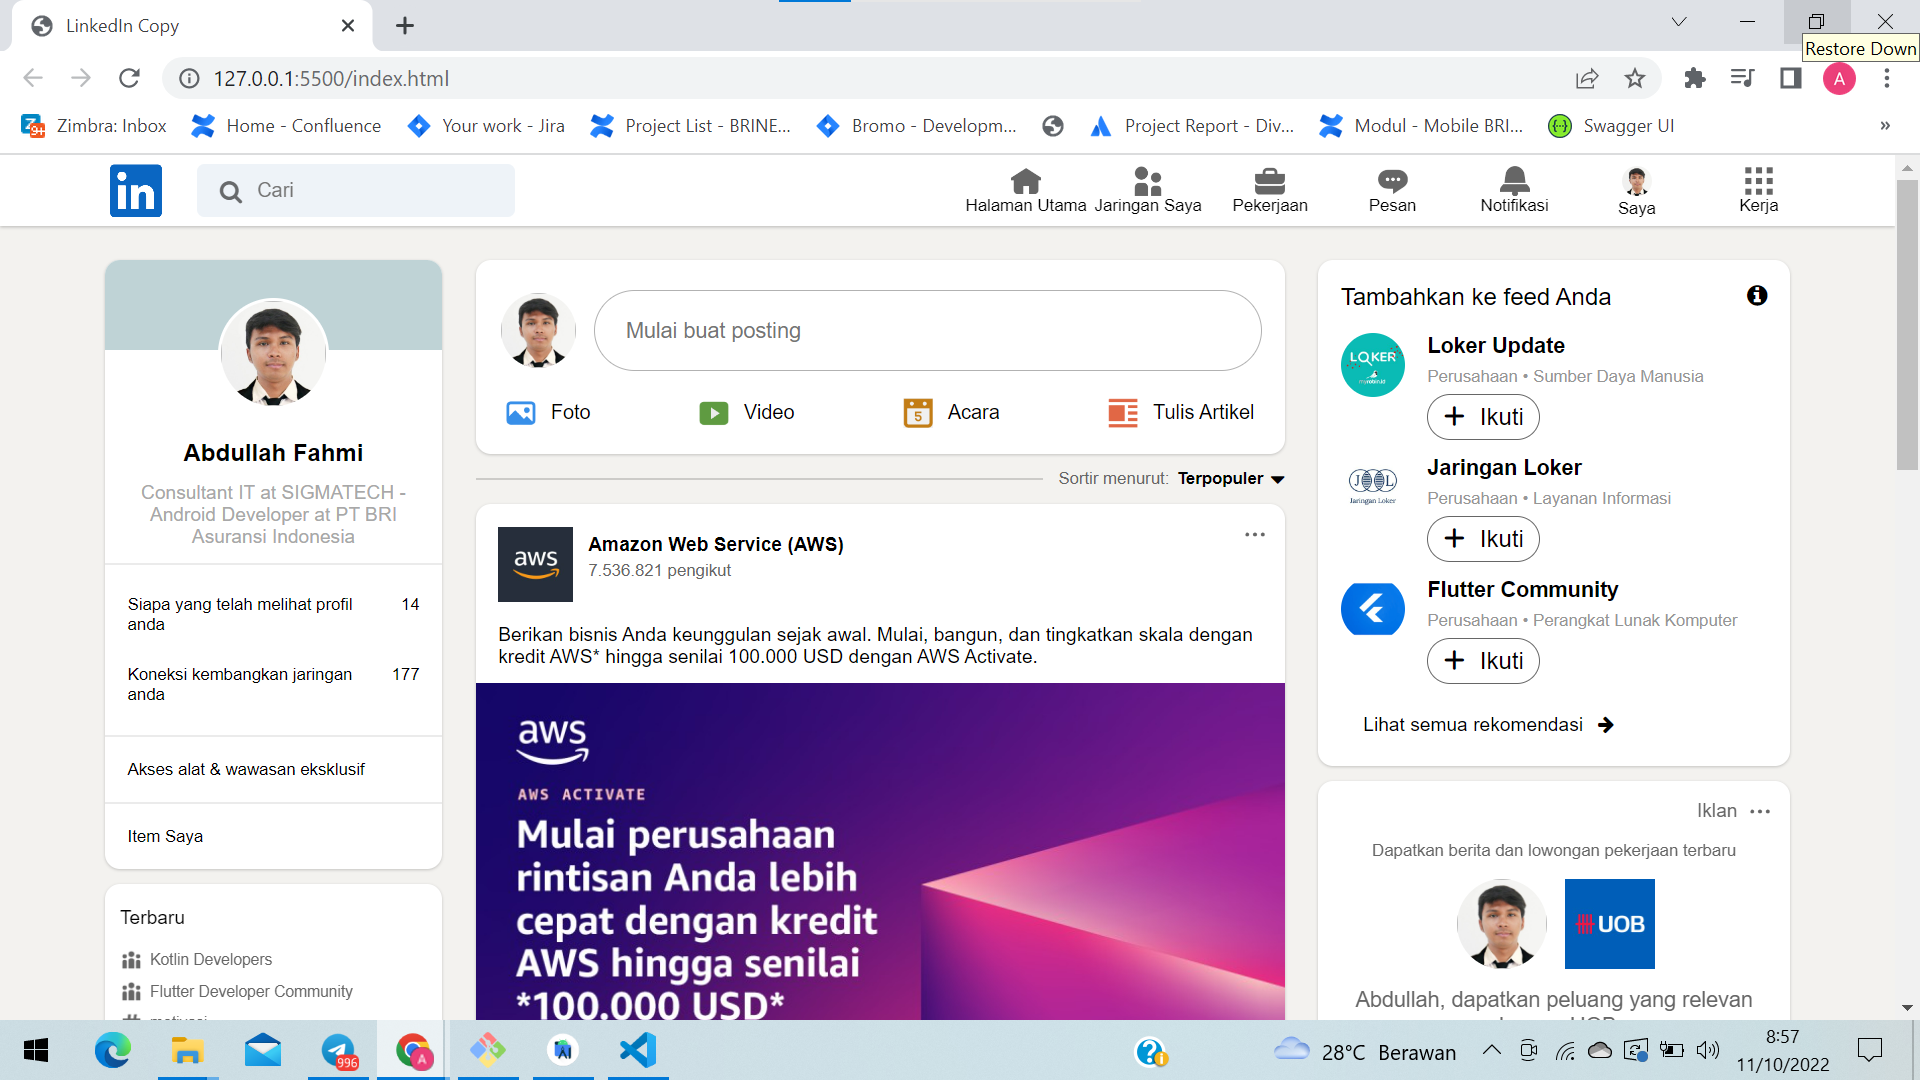 LinkedIn Copy
Restore Down
127.0.0.1:5500/index.html
A
Zimbra: Inbox
Home - Confluence
Your work - Jira
Project List - BRINE...
Bromo - Developm...
Project Report - Div...
Modul - Mobile BRI...
Swagger UI
»
in
Cari
Halaman Utama
Jaringan Saya
Pekerjaan
Pesan
Notifikasi
Saya
Kerja
Abdullah Fahmi
Consultant IT at SIGMATECH -
Android Developer at PT BRI
Asuransi Indonesia
Siapa yang telah melihat profil 14
anda
Koneksi kembangkan jaringan 177
anda
Akses alat & wawasan eksklusif
Item Saya
Terbaru
Kotlin Developers
Flutter Developer Community
Mulai buat posting
Foto
Video
5
Acara
Tulis Artikel
Sortir menurut: Terpopuler
aws
Amazon Web Service (AWS)
7.536.821 pengikut
Berikan bisnis Anda keunggulan sejak awal. Mulai, bangun, dan tingkatkan skala dengan
kredit AWS* hingga senilai 100.000 USD dengan AWS Activate.
aws
AWS ACTIVATE
Mulai perusahaan
rintisan Anda lebih
cepat dengan kredit
AWS hingga senilai
*100.000 USD*
Tambahkan ke feed Anda
LOKER
Loker Update
Perusahaan • Sumber Daya Manusia
+ Ikuti
Jaringan Loker
Jaringan Loker
Perusahaan • Layanan Informasi
+ Ikuti
Flutter Community
Perusahaan • Perangkat Lunak Komputer
+ Ikuti
Lihat semua rekomendasi
Iklan
Dapatkan berita dan lowongan pekerjaan terbaru
UOB
Abdullah, dapatkan peluang yang relevan
996
A
28°C Berawan
8:57
11/10/2022